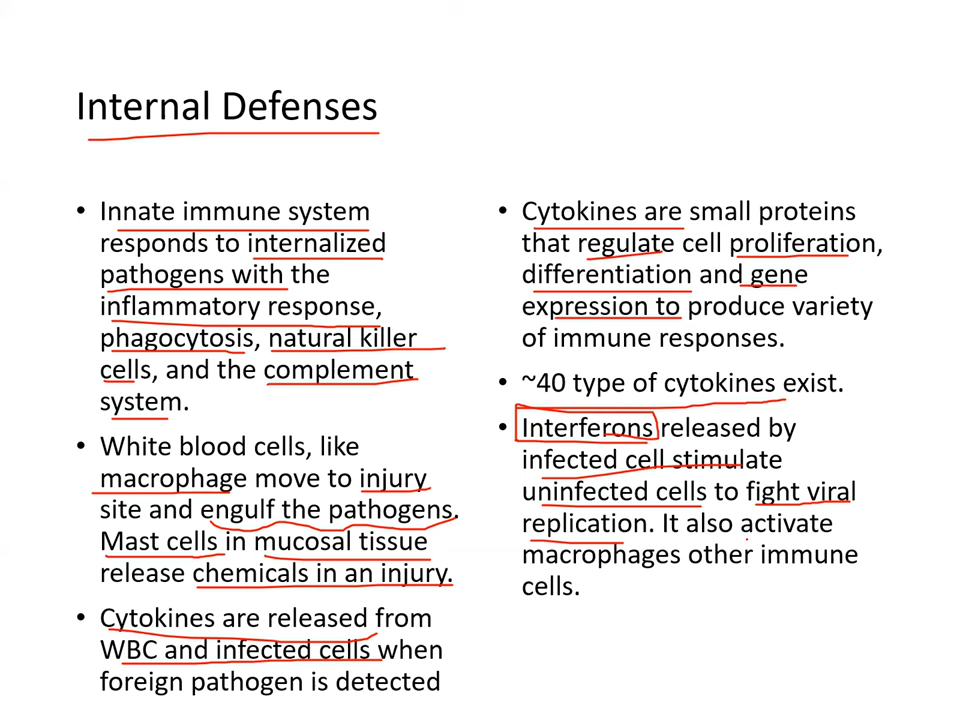 Internal Defenses
• Innate immune system
responds to internalized
pathogens with the
inflammatory response,
phagocytosis, natural killer
cells, and the complement
system.
• White blood cells, like
macrophage move to injury
site and engulf the pathogens.
Mast cells in mucosal tissue
release chemicals in an injury.
• Cytokines are released from
WBC and infected cells when
foreign pathogen is detected
• Cytokines are small proteins
that regulate cell proliferation,
differentiation and gene
expression to produce variety
of immune responses.
• ~40 type of cytokines exist.
• Interferons released by
infected cell stimulate
uninfected cells to fight viral
replication. It also activate
macrophages other immune
cells.